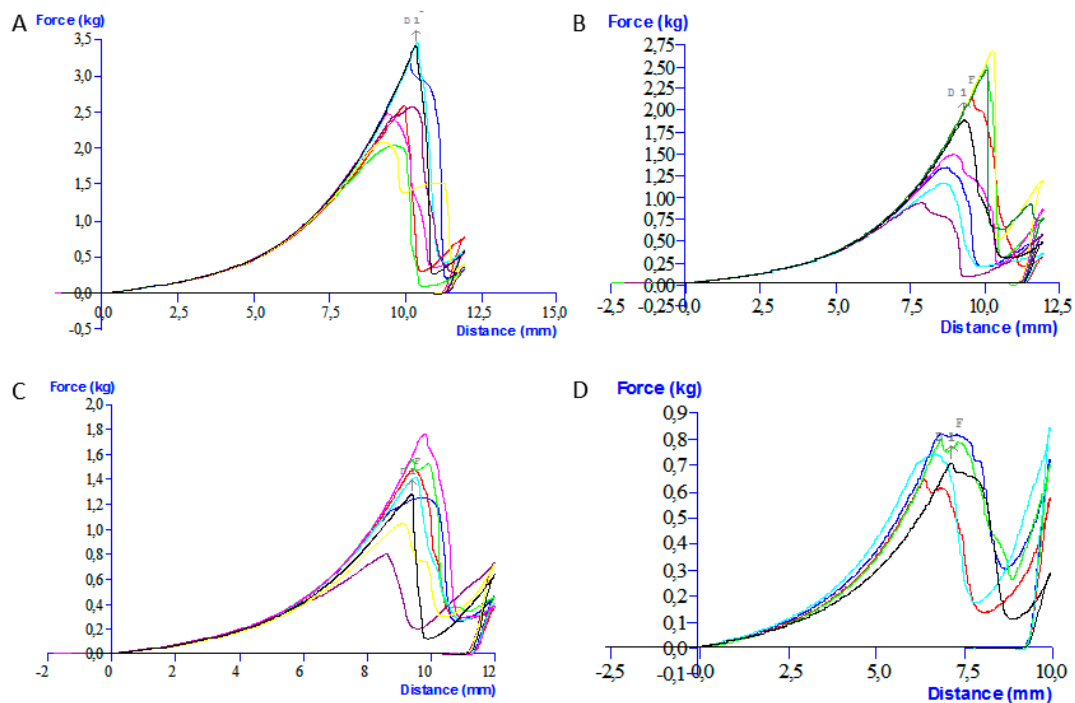 A
Force (kg)
3,5
3,0
2,5
2,0
1,5
1,0
0,5
0,0
-0,5
D 1
0,0 2,5 5,0 7,5 10,0 12,5 15,0
Distance (mm)
B
Force (kg)
2,75
2,50
2,25
2,00
1,75
1,50
1,25
1,00
0,75
0,50
0,25
0,00
-0,25
F
D 1
-2,5 0,0 2,5 5,0 7,5 10,0 12,5
Distance (mm)
C
Force (kg)
2,0
1,8
1,6
1,4
1,2
1,0
0,8
0,6
0,4
0,2
0,0
F
-2 0 2 4 6 8 10 12
Distance (mm)
D
Force (kg)
0,9
0,8
0,7
0,6
0,5
0,4
0,3
0,2
0,1
0,0
-0,1
F
1
-2,5 0,0 2,5 5,0 7,5 10,0
Distance (mm)